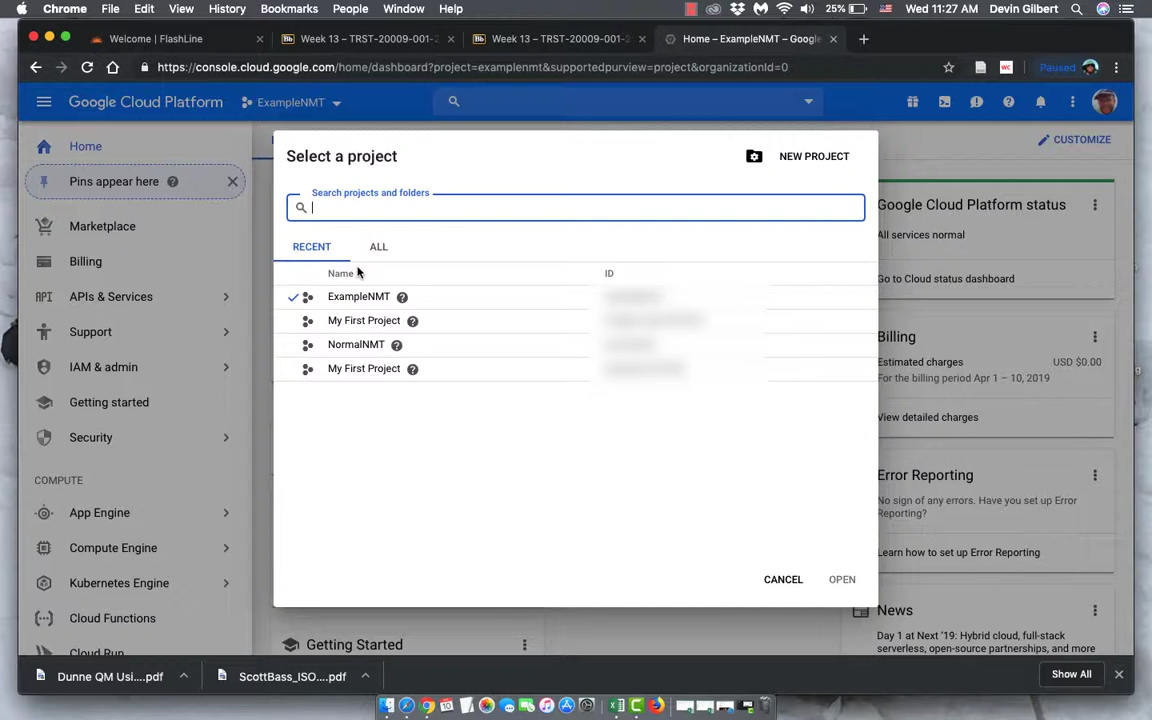 Chrome File Edit View History Bookmarks People Window Help 25% Wed 11:27 AM Devin Gilbert
Welcome | FlashLine Bb Week 13 – TRST-20009-001- Bb Week 13 – TRST-20009-001- Home – ExampleNMT – Google
https://console.cloud.google.com/home/dashboard?project=examplenmt&supportedpurview=project&organizationId=0 WC Paused
Google Cloud Platform ExampleNMT
Home
Pins appear here
Marketplace
Billing
API APIs & Services
Support
IAM & admin
Getting started
Security
COMPUTE
App Engine
Compute Engine
Kubernetes Engine
Cloud Functions
Cloud Run
Select a project
NEW PROJECT
Search projects and folders
RECENT ALL
Name ID
ExampleNMT
My First Project
NormalNMT
My First Project
CANCEL OPEN
Getting Started
CUSTOMIZE
Google Cloud Platform status
All services normal
Go to Cloud status dashboard
Billing
Estimated charges USD $0.00
For the billing period Apr 1 – 10, 2019
View detailed charges
Error Reporting
No sign of any errors. Have you set up Error
Reporting?
Learn how to set up Error Reporting
News
Day 1 at Next '19: Hybrid cloud, full-stack
serverless, open-source partnerships, and
Dunne QM Usi....pdf ScottBass_ISO....pdf Show All